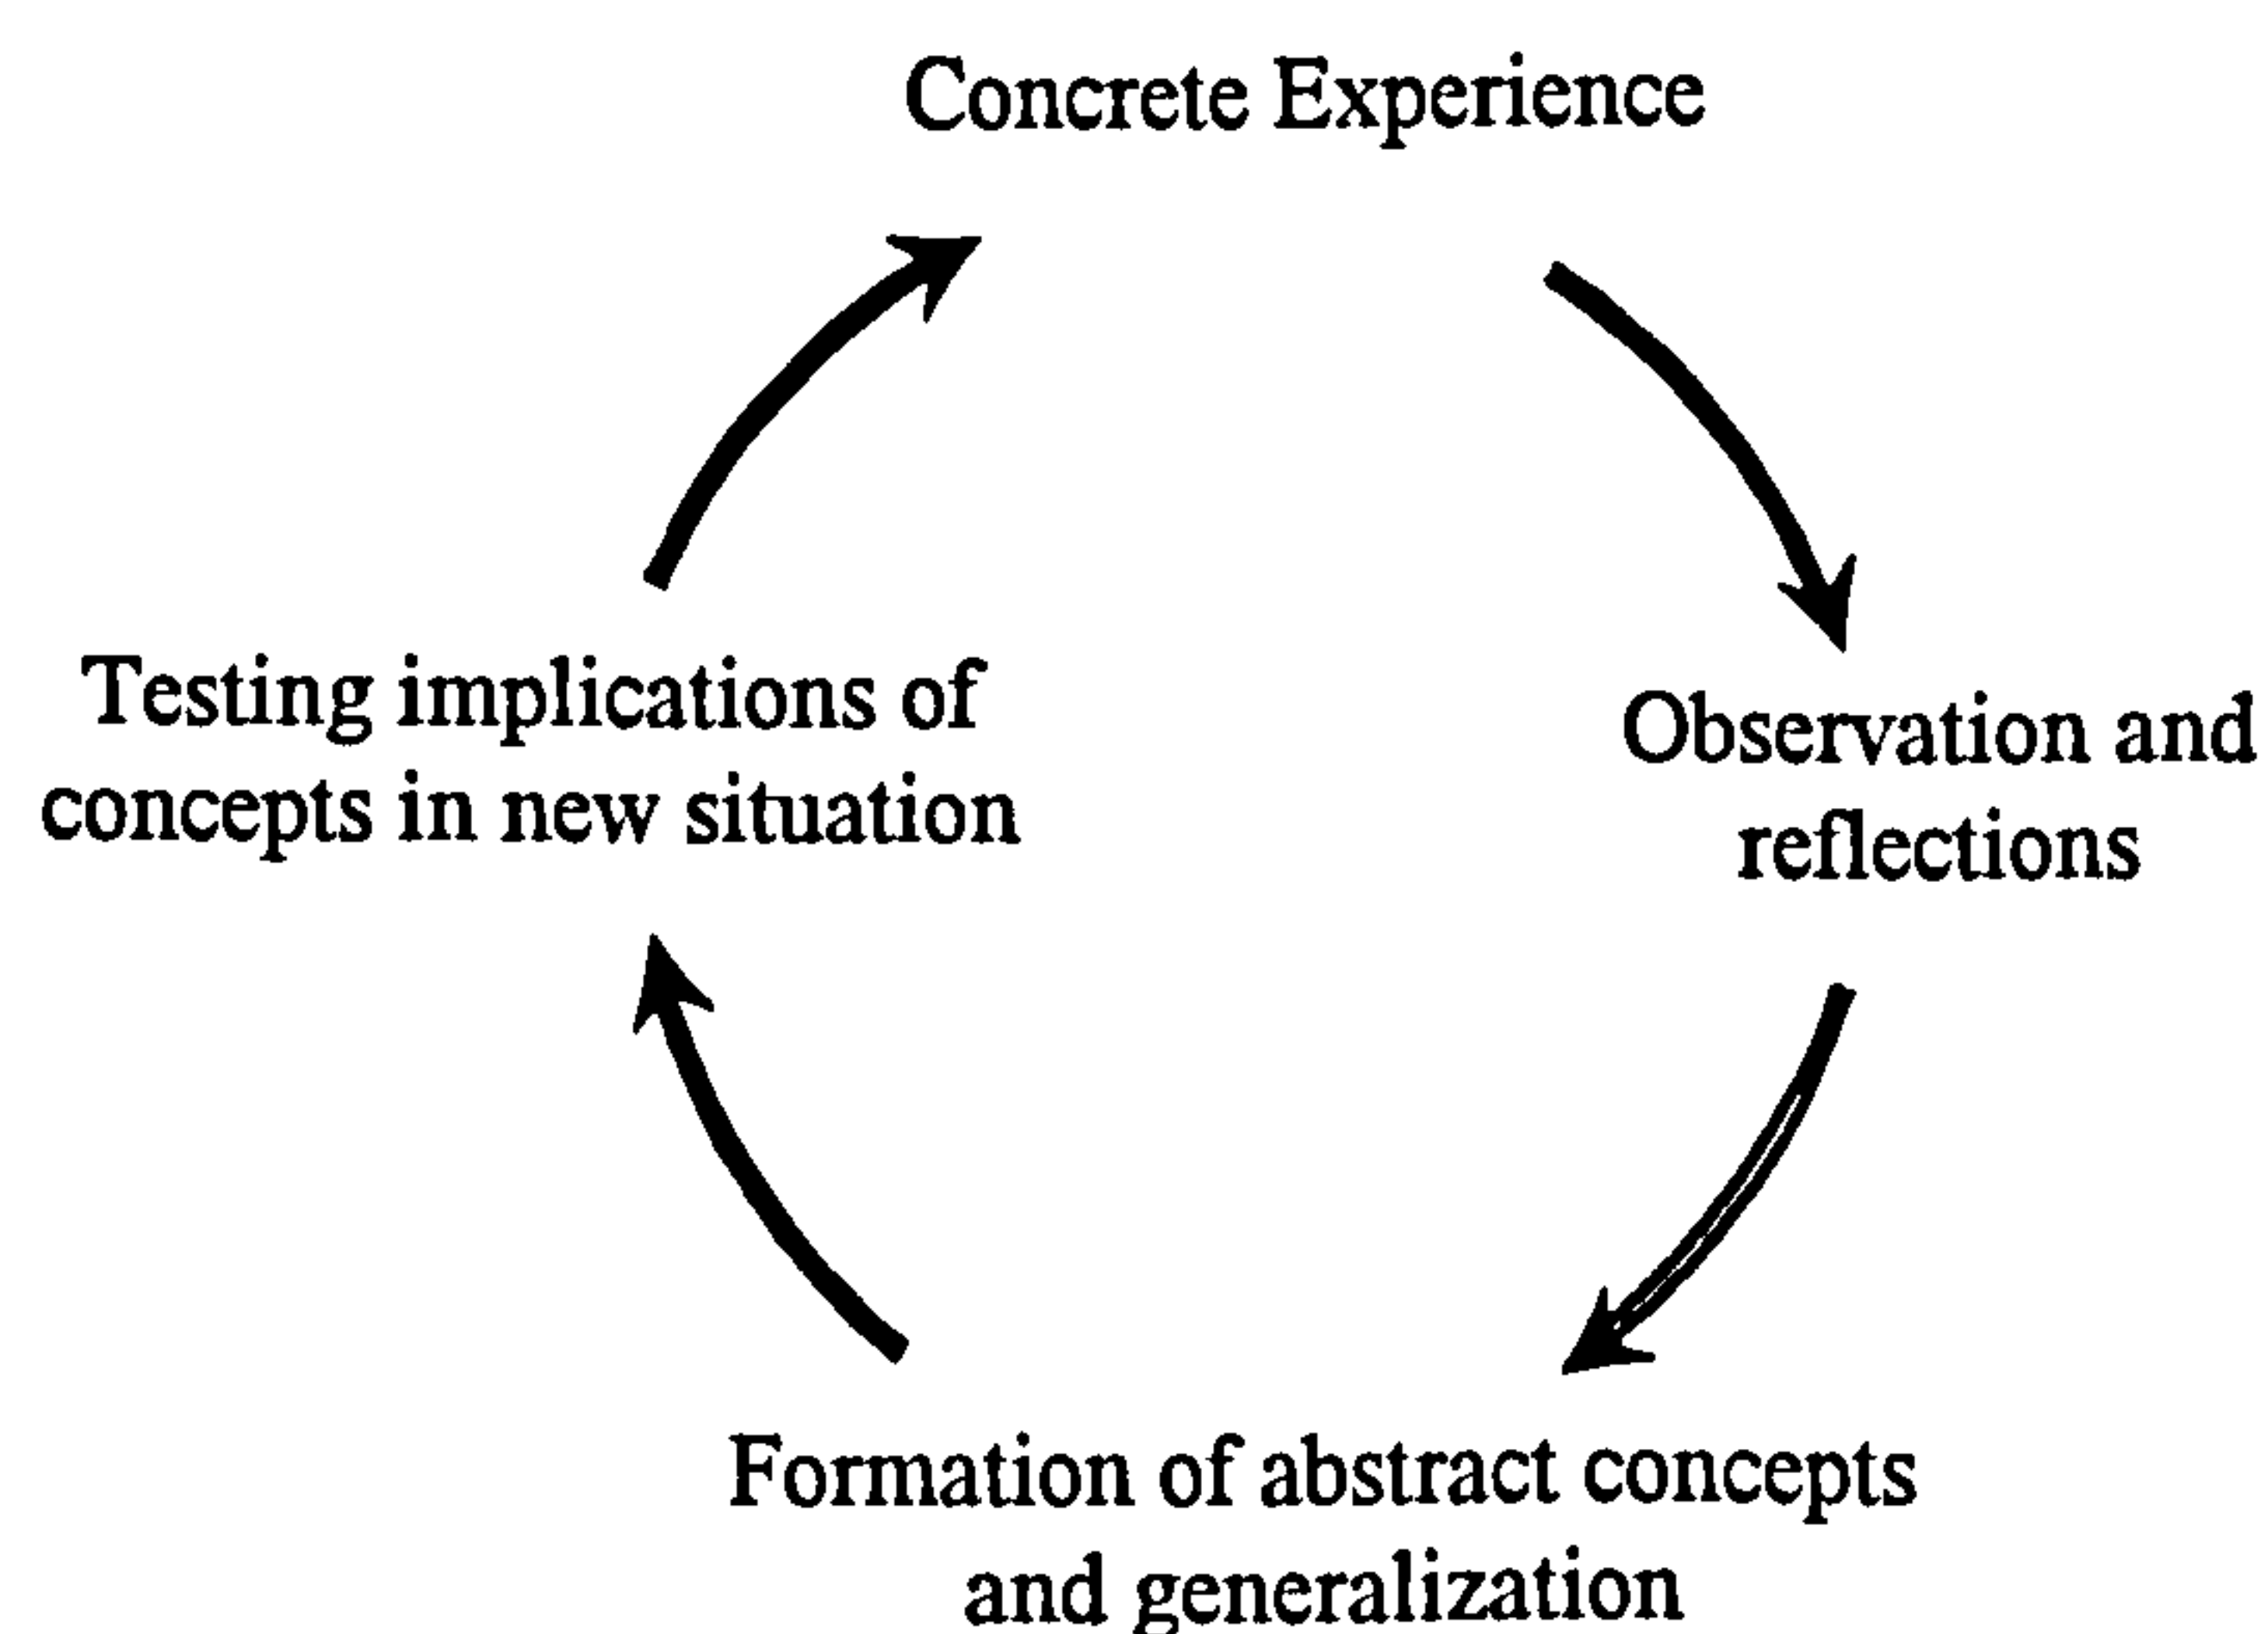 Concrete Experience
Testing implications of
concepts in new situation
Observation and
reflections
Formation of abstract concepts
and generalization